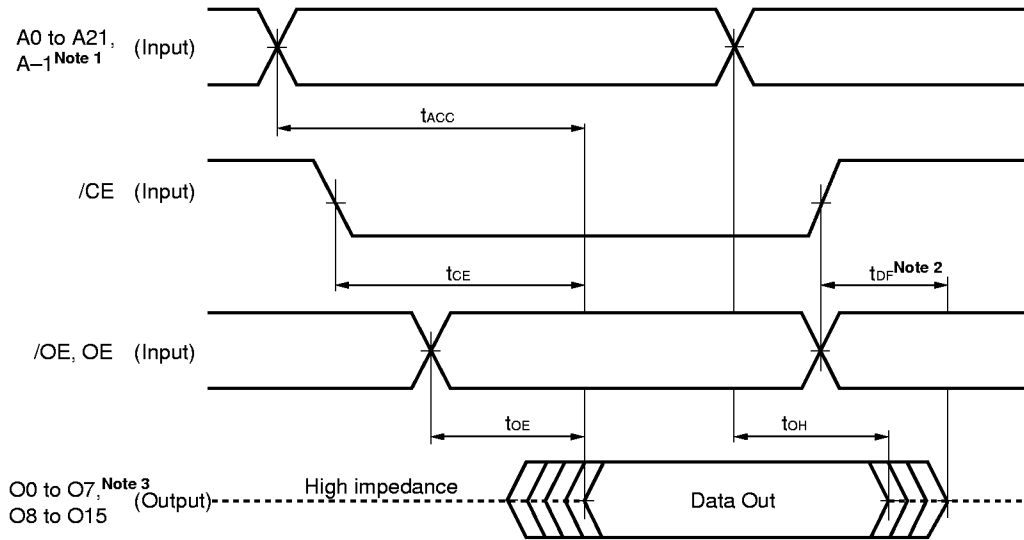 A0 to A21, (Input)
A–1Note 1
tACC
/CE (Input)
tCE
tDFNote 2
/OE, OE (Input)
tOE
tOH
O0 to O7,Note 3 (Output)
O8 to O15
High impedance
Data Out